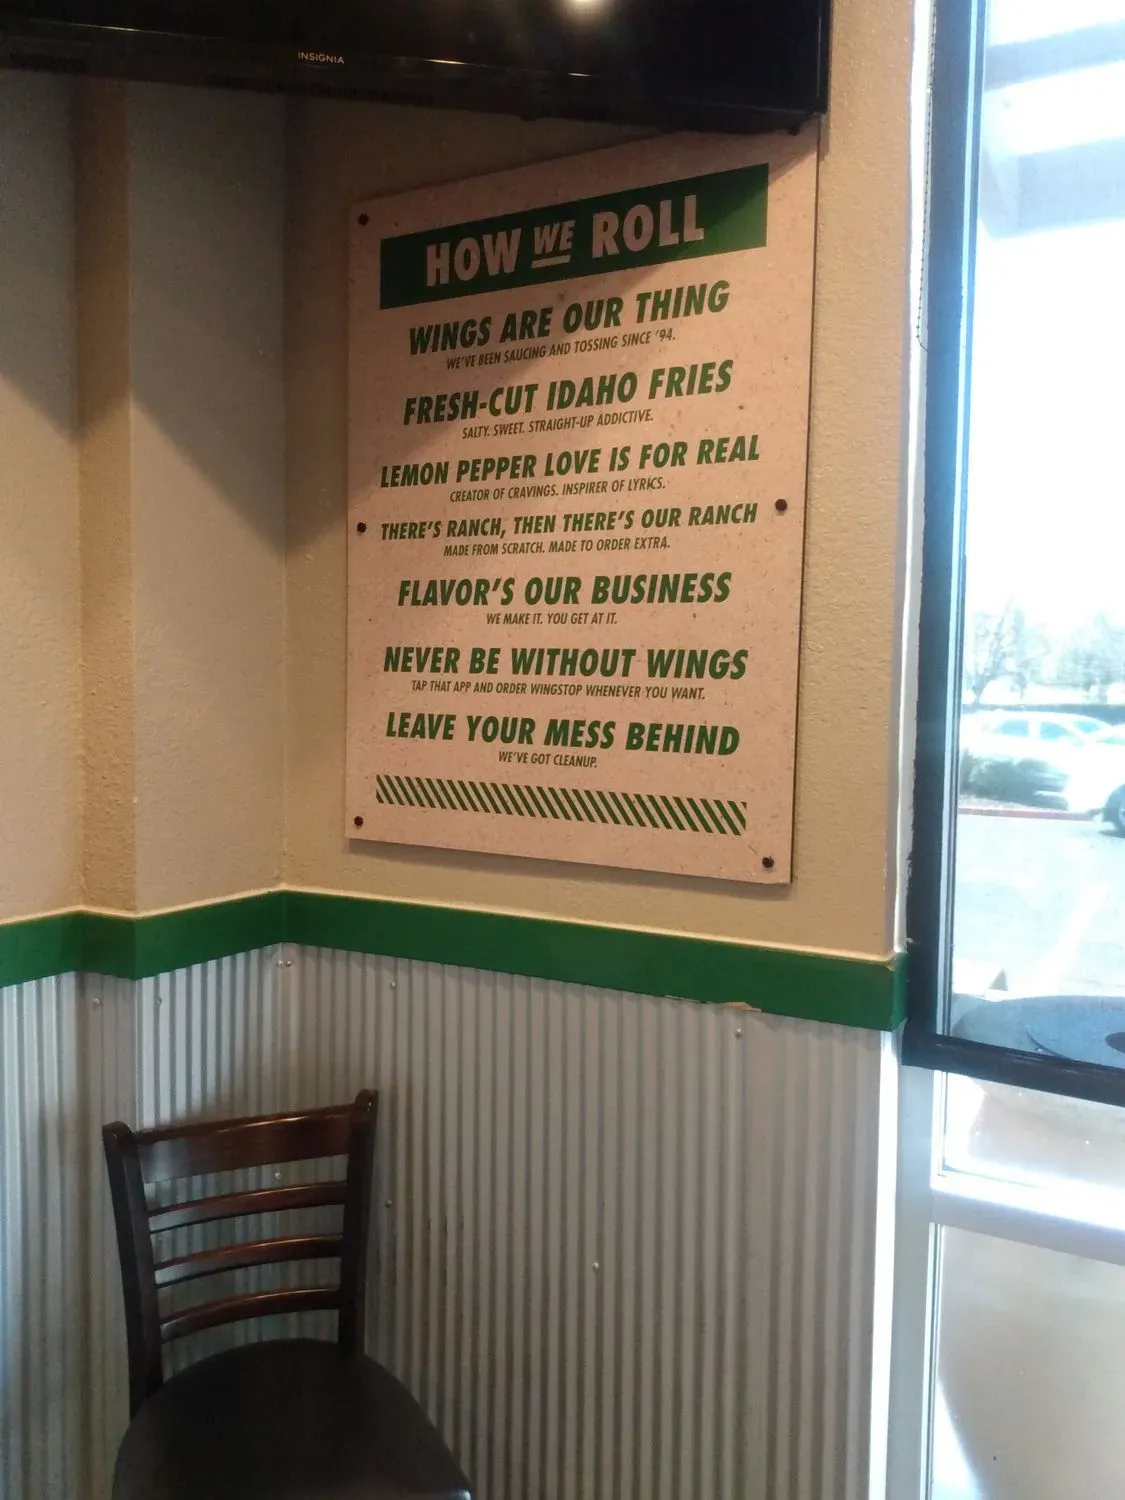 INSIGNIA
HOW WE ROLL
WINGS ARE OUR THING
WE'VE BEEN SAUCING AND TOSSING SINCE '94.
FRESH-CUT IDAHO FRIES
SALTY. SWEET. STRAIGHT-UP ADDICTIVE.
LEMON PEPPER LOVE IS FOR REAL
CREATOR OF CRAVINGS. INSPIRER OF LYRICS.
THERE'S RANCH, THEN THERE'S OUR RANCH
MADE FROM SCRATCH. MADE TO ORDER EXTRA.
FLAVOR'S OUR BUSINESS
WE MAKE IT. YOU GET AT IT.
NEVER BE WITHOUT WINGS
TAP THAT APP AND ORDER WINGSTOP WHENEVER YOU WANT.
LEAVE YOUR MESS BEHIND
WE'VE GOT CLEANUP.